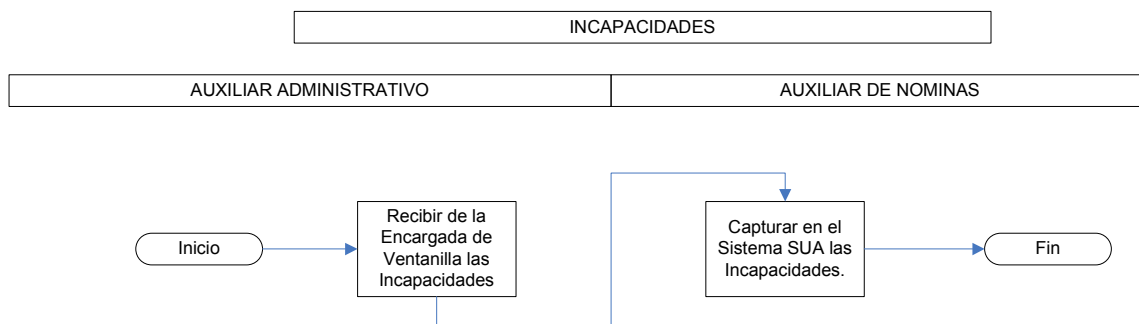 INCAPACIDADES
AUXILIAR ADMINISTRATIVO
AUXILIAR DE NOMINAS
Inicio
Recibir de la
Encargada de
Ventanilla las
Incapacidades
Capturar en el
Sistema SUA las
Incapacidades.
Fin